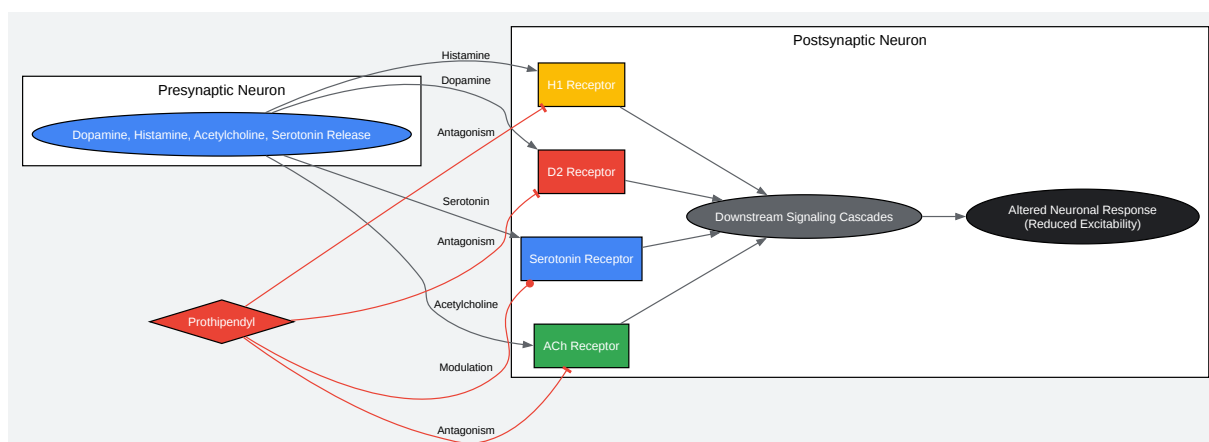 Postsynaptic Neuron
Histamine
H1 Receptor
Dopamine
Presynaptic Neuron
Dopamine, Histamine, Acetylcholine, Serotonin Release
Antagonism
D2 Receptor
Serotonin
Downstream Signaling Cascades
Altered Neuronal Response
(Reduced Excitability)
Antagonism
Serotonin Receptor
Acetylcholine
Prothipendyl
ACh Receptor
Modulation
Antagonism